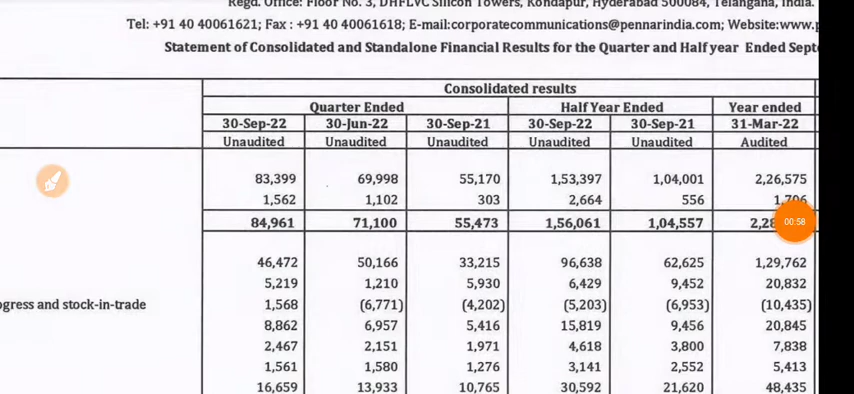 Regd. Office: Floor No. 3, DHFLVC Silicon Towers, Kondapur, Hyderabad 500084, Telangana, India.
Tel: +91 40 40061621; Fax : +91 40 40061618; E-mail:corporatecommunications@pennarindia.com; Website:www.p
Statement of Consolidated and Standalone Financial Results for the Quarter and Half year Ended Sept
Consolidated results
Quarter Ended Half Year Ended Year ended
30-Sep-22 30-Jun-22 30-Sep-21 30-Sep-22 30-Sep-21 31-Mar-22
Unaudited Unaudited Unaudited Unaudited Unaudited Audited
83,399 69,998 55,170 1,53,397 1,04,001 2,26,575
1,562 1,102 303 2,664 556 1,706
84,961 71,100 55,473 1,56,061 1,04,557 2,28
00:58
46,472 50,166 33,215 96,638 62,625 1,29,762
5,219 1,210 5,930 6,429 9,452 20,832
ogress and stock-in-trade 1,568 (6,771) (4,202) (5,203) (6,953) (10,435)
8,862 6,957 5,416 15,819 9,456 20,845
2,467 2,151 1,971 4,618 3,800 7,838
1,561 1,580 1,276 3,141 2,552 5,413
16,659 13,933 10,765 30,592 21,620 48,435